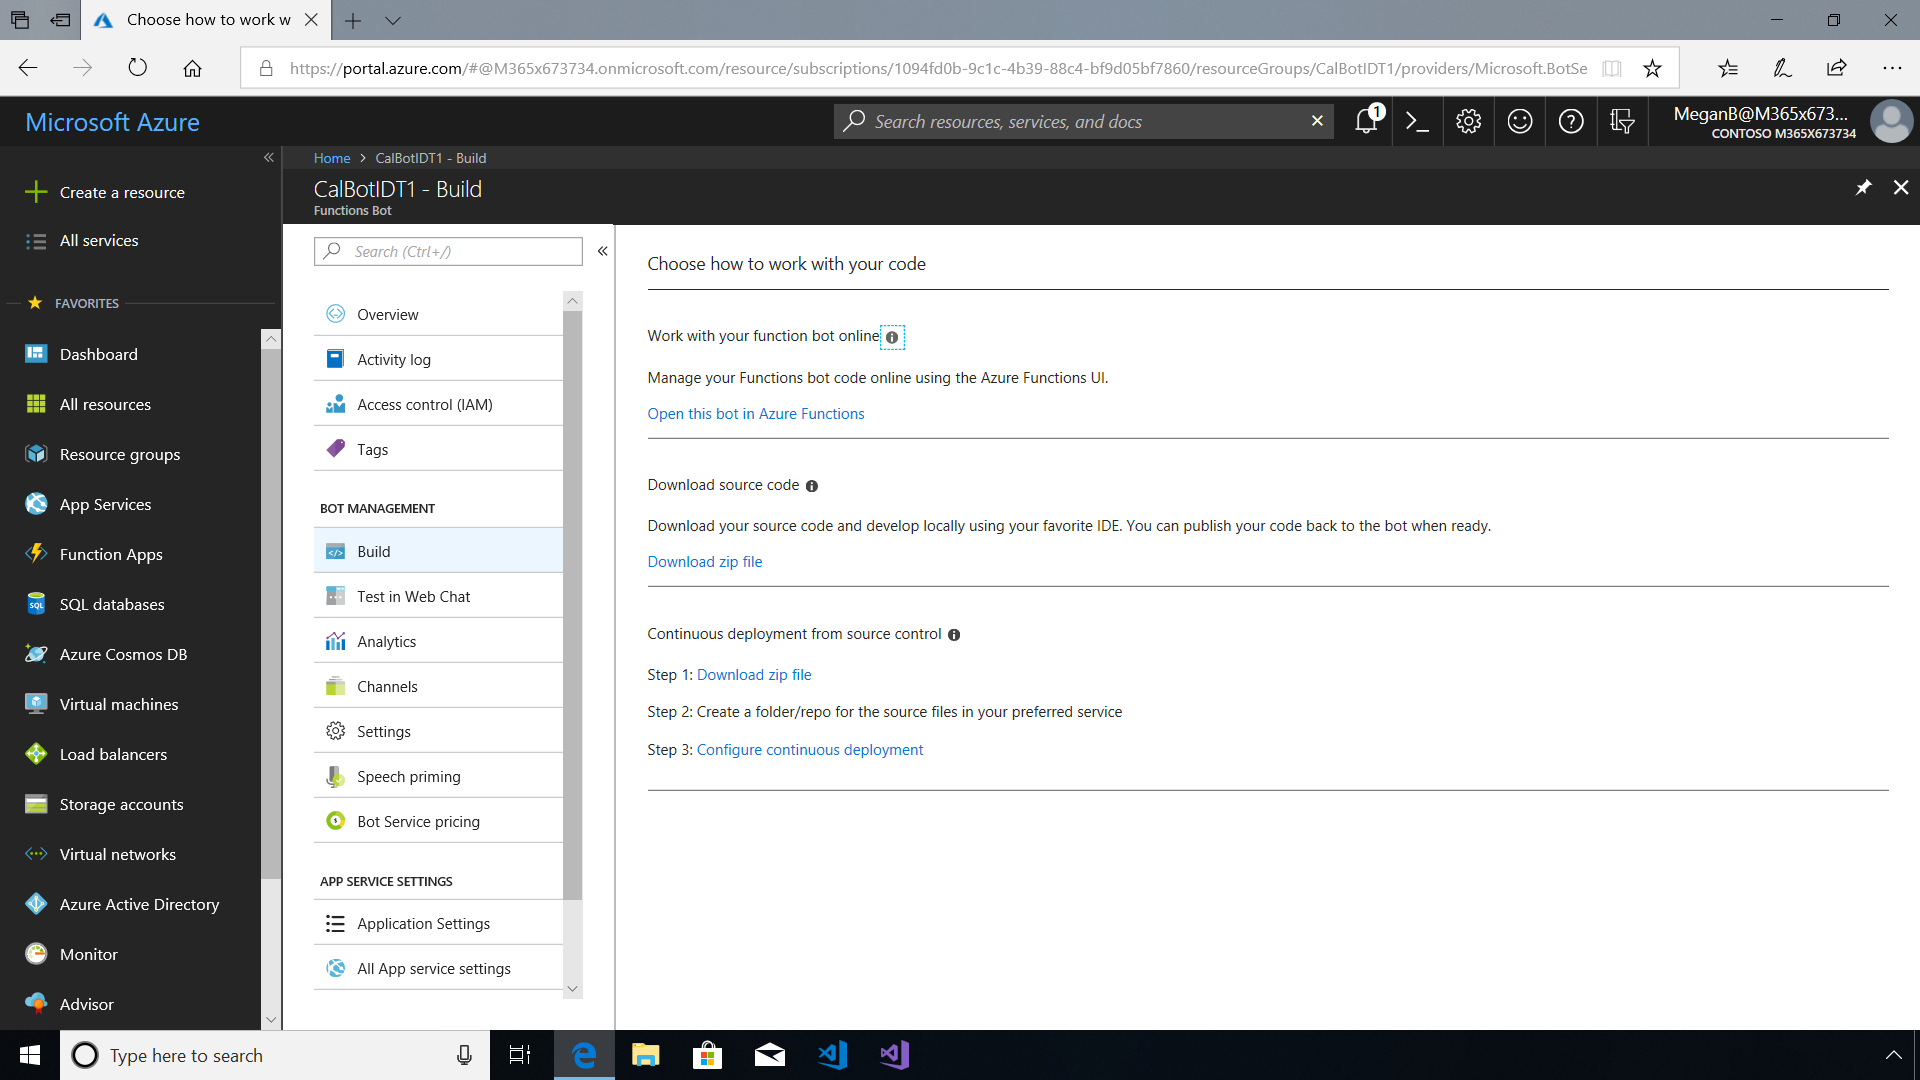 Choose how to work w
https://portal.azure.com/#@M365x673734.onmicrosoft.com/resource/subscriptions/1094fd0b-9c1c-4b39-88c4-bf9d05bf7860/resourceGroups/CalBotIDT1/providers/Microsoft.BotSe
Microsoft Azure
Search resources, services, and docs
1
MeganB@M365x673...
CONTOSO M365X673734
Home > CalBotIDT1 - Build
CalBotIDT1 - Build
Functions Bot
Create a resource
All services
FAVORITES
Dashboard
All resources
Resource groups
App Services
Function Apps
SQL databases
Azure Cosmos DB
Virtual machines
Load balancers
Storage accounts
Virtual networks
Azure Active Directory
Monitor
Advisor
Search (Ctrl+/)
Overview
Activity log
Access control (IAM)
Tags
BOT MANAGEMENT
Build
Test in Web Chat
Analytics
Channels
Settings
Speech priming
Bot Service pricing
APP SERVICE SETTINGS
Application Settings
All App service settings
Choose how to work with your code
Work with your function bot online
Manage your Functions bot code online using the Azure Functions UI.
Open this bot in Azure Functions
Download source code
Download your source code and develop locally using your favorite IDE. You can publish your code back to the bot when ready.
Download zip file
Continuous deployment from source control
Step 1: Download zip file
Step 2: Create a folder/repo for the source files in your preferred service
Step 3: Configure continuous deployment
Type here to search